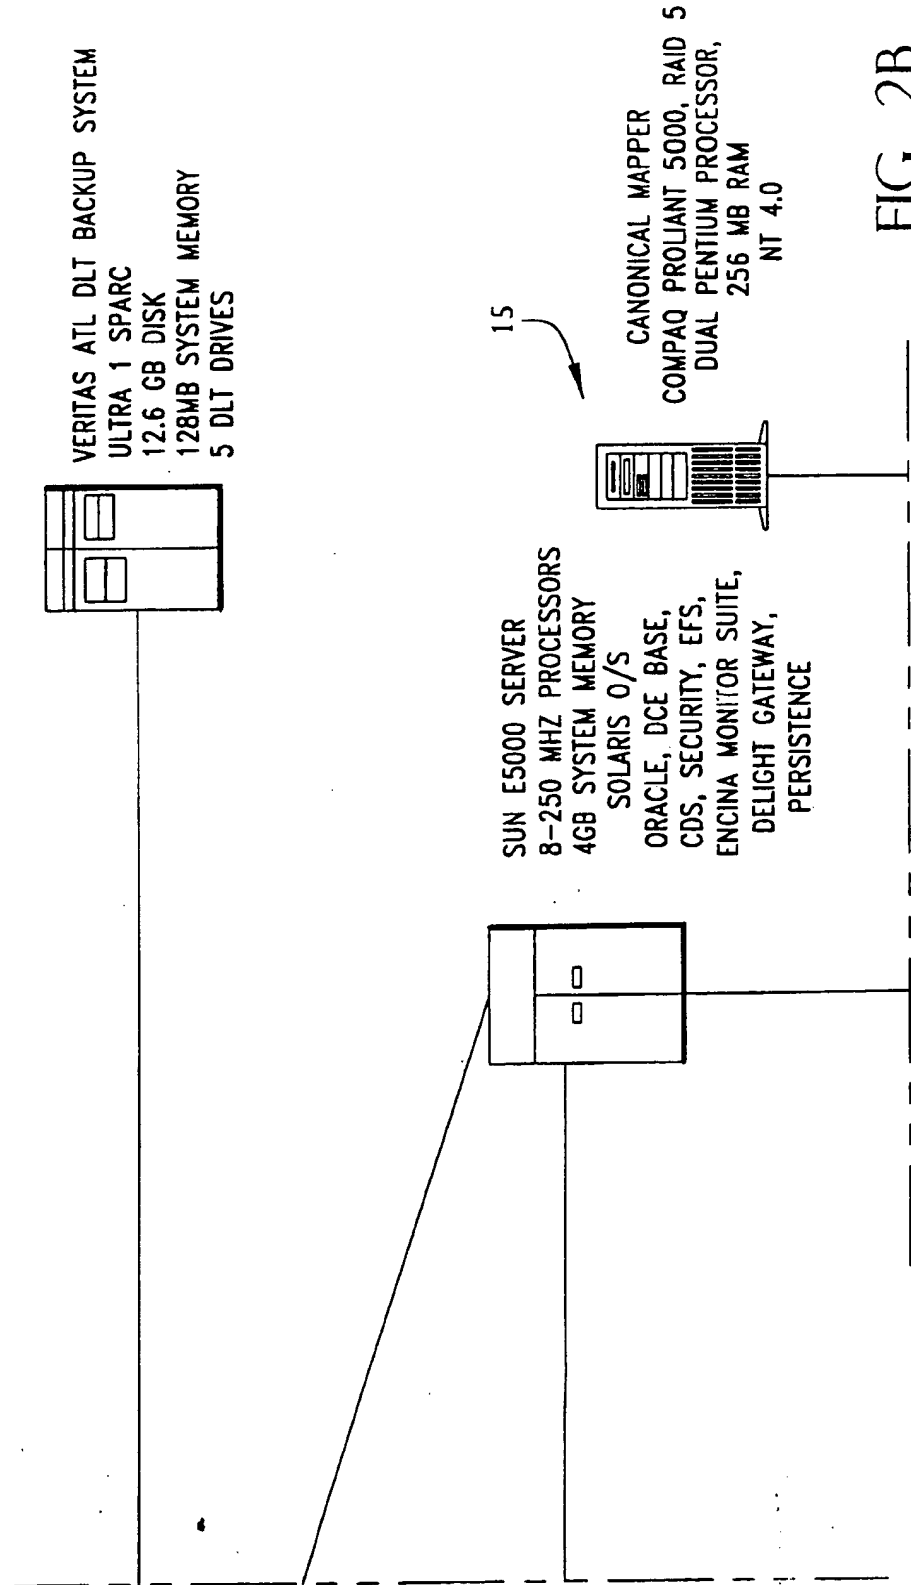 VERITAS ATL DLT BACKUP SYSTEM
ULTRA 1 SPARC
12.6 GB DISK
128MB SYSTEM MEMORY
5 DLT DRIVES
SUN E5000 SERVER
8-250 MHZ PROCESSORS
4GB SYSTEM MEMORY
SOLARIS O/S
ORACLE, DCE BASE,
CDS, SECURITY, EFS,
ENCINA MONITOR SUITE,
DELIGHT GATEWAY,
PERSISTENCE
15
CANONICAL MAPPER
COMPAQ PROLIANT 5000, RAID 5
DUAL PENTIUM PROCESSOR,
256 MB RAM
NT 4.0
FIG. 2B